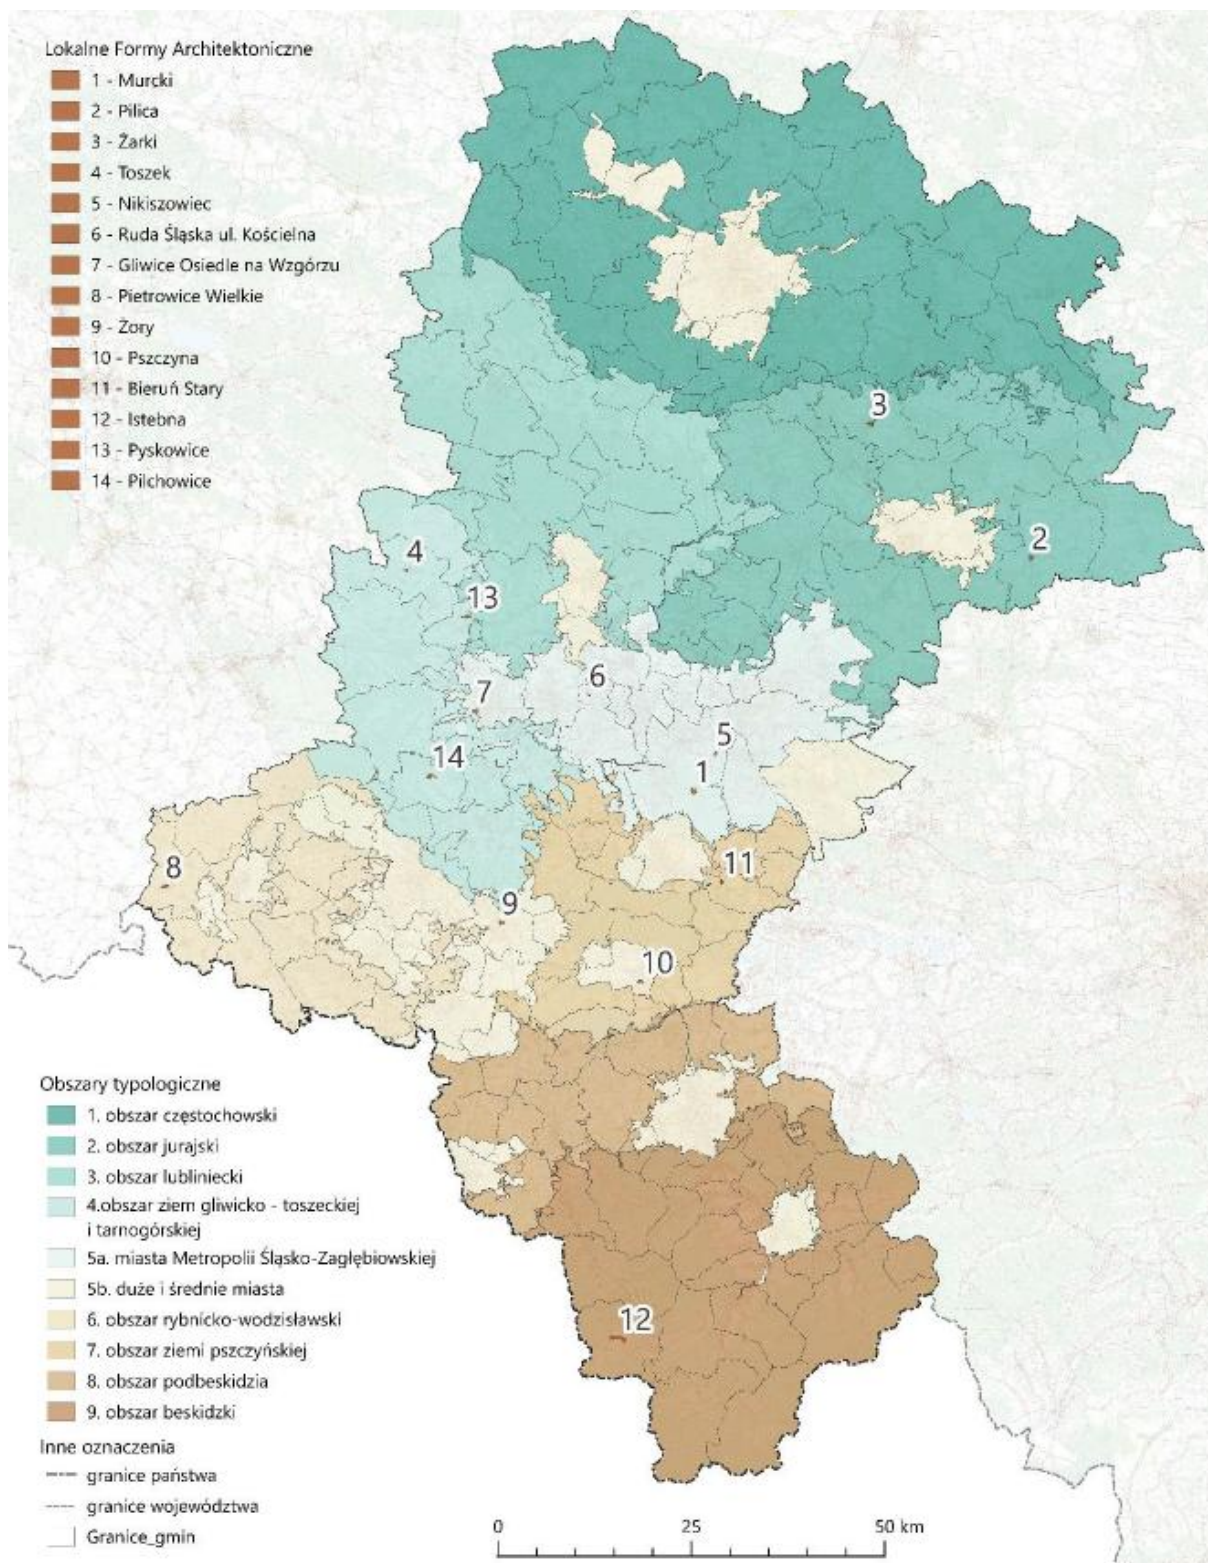 Lokalne Formy Architektoniczne
1 - Murcki
2 - Pilica
3 - Żarki
4 - Toszek
5 - Nikiszowiec
6 - Ruda Śląska ul. Kościelna
7 - Gliwice Osiedle na Wzgórzu
8 - Pietrowice Wielkie
9 - Żory
10 - Pszczyna
11 - Bieruń Stary
12 - Istebna
13 - Pyskowice
14 - Pilchowice
3
2
4
13
6
7
5
14
1
8
11
9
10
12
Obszary typologiczne
1. obszar częstochowski
2. obszar jurajski
3. obszar lubliniecki
4.obszar ziem gliwicko - toszeckiej
i tarnogórskiej
5a. miasta Metropolii Śląsko-Zagłębiowskiej
5b. duże i średnie miasta
6. obszar rybnicko-wodzisławski
7. obszar ziemi pszczyńskiej
8. obszar podbeskidzia
9. obszar beskidzki
Inne oznaczenia
granice państwa
granice województwa
Granice_gmin
0 25 50 km